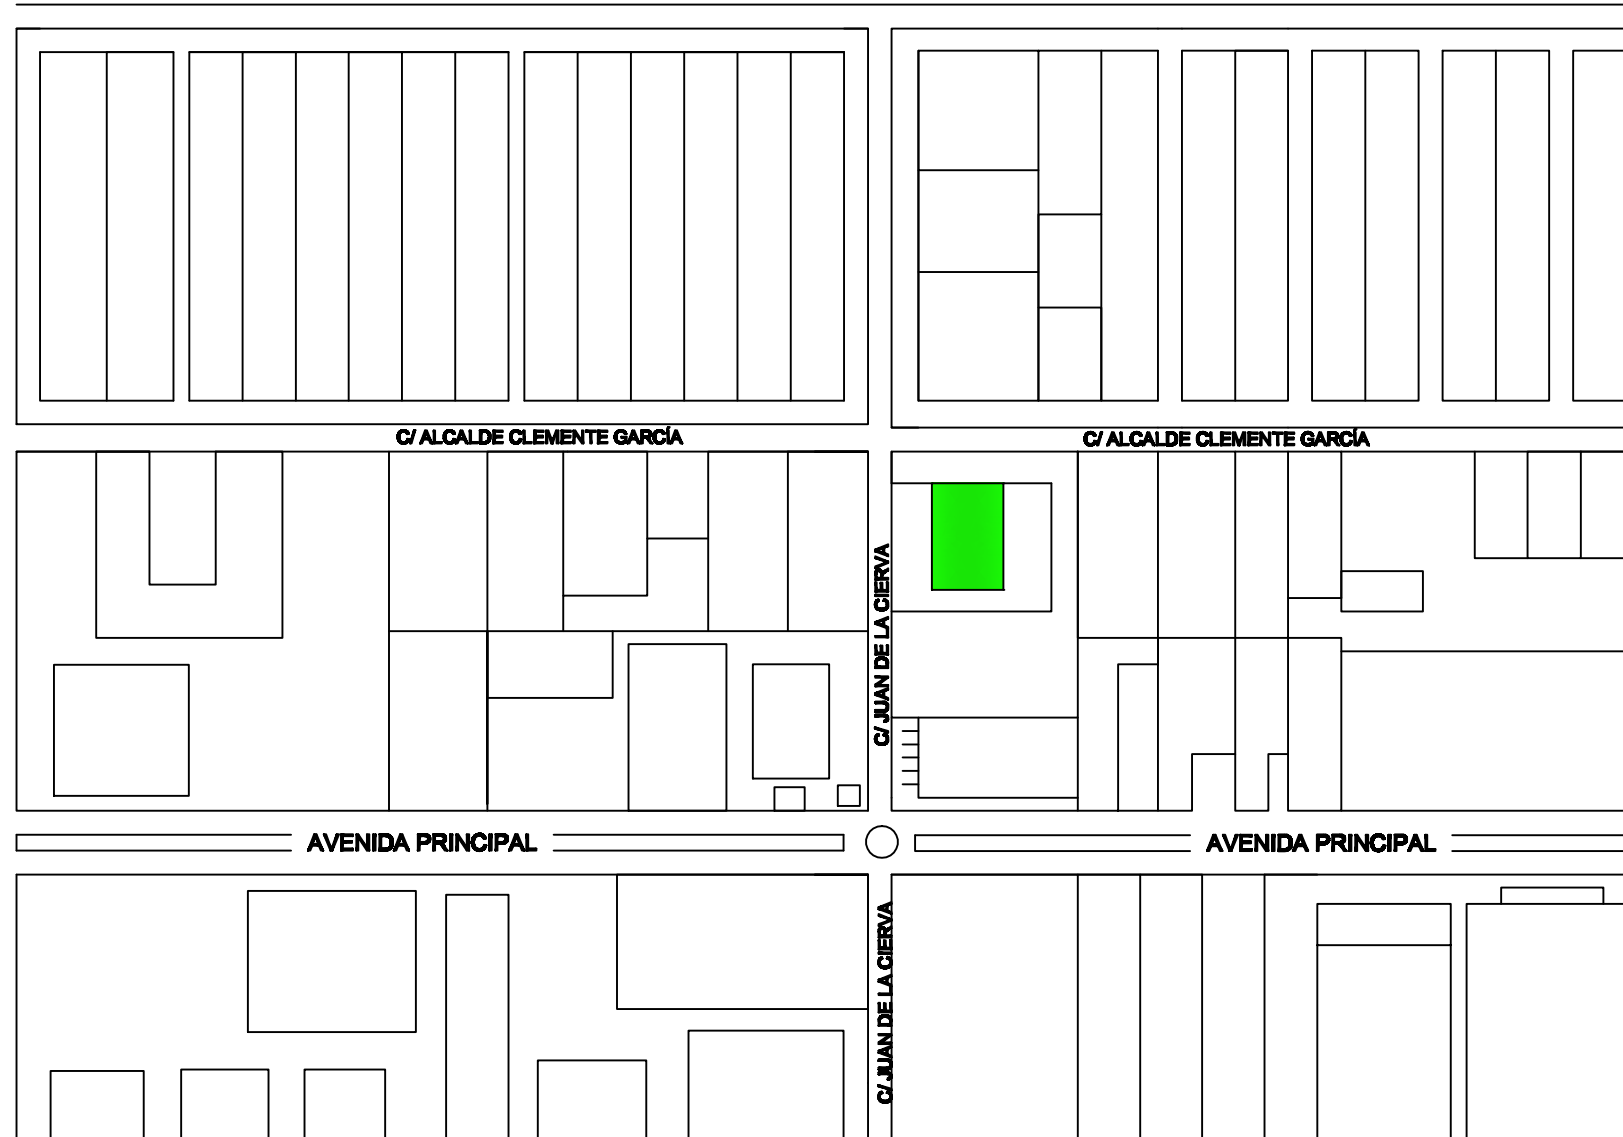 C/ ALCALDE CLEMENTE GARCÍA
C/ ALCALDE CLEMENTE GARCÍA
C/ JUAN DE LA CIERVA
AVENIDA PRINCIPAL
AVENIDA PRINCIPAL
C/ JUAN DE LA CIERVA